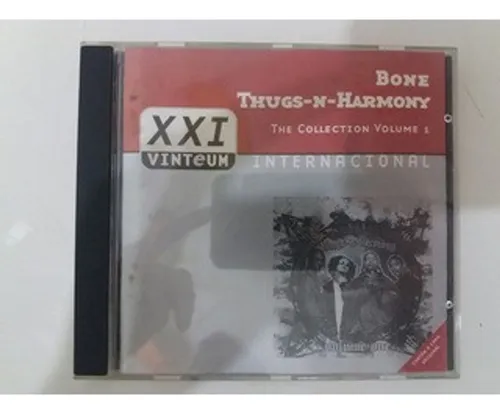 BONE
THUGS-N-HARMONY
THE COLLECTION VOLUME 1
XXI
VINTeUM
INTERNACIONAL